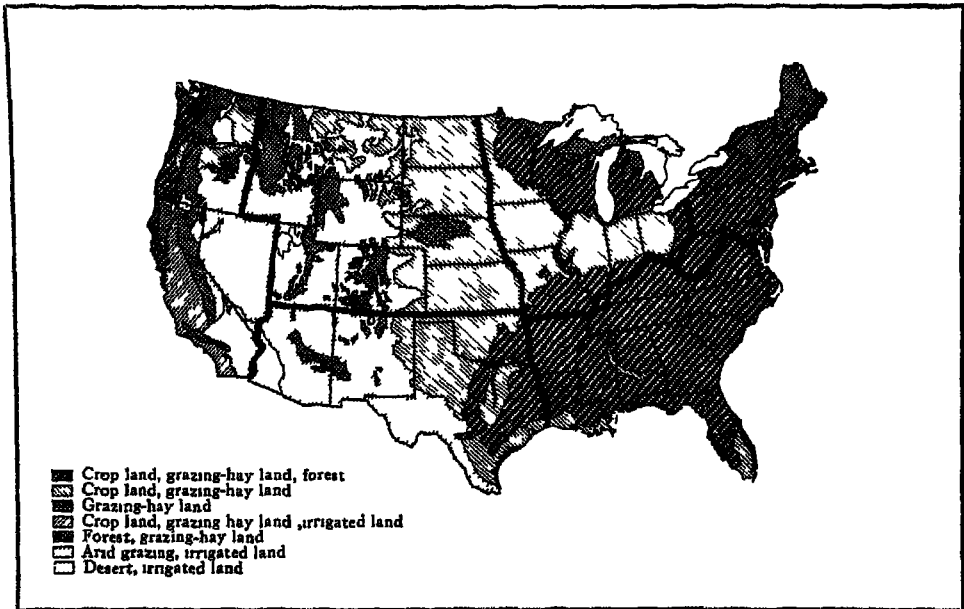 Crop land, grazing-hay land, forest
Crop land, grazing-hay land
Grazing-hay land
Crop land, grazing hay land ,irrigated land
Forest, grazing-hay land
Arid grazing, irrigated land
Desert, irrigated land